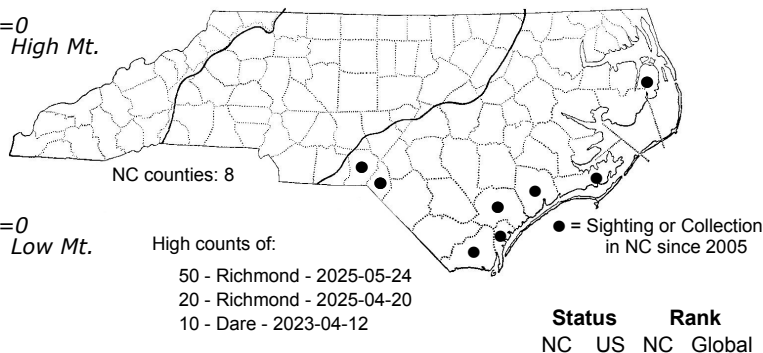 =0
High Mt.
NC counties: 8
=0
Low Mt.
● = Sighting or Collection
in NC since 2005
High counts of:
50 - Richmond - 2025-05-24
20 - Richmond - 2025-04-20
10 - Dare - 2023-04-12
Status Rank
NC US NC Global